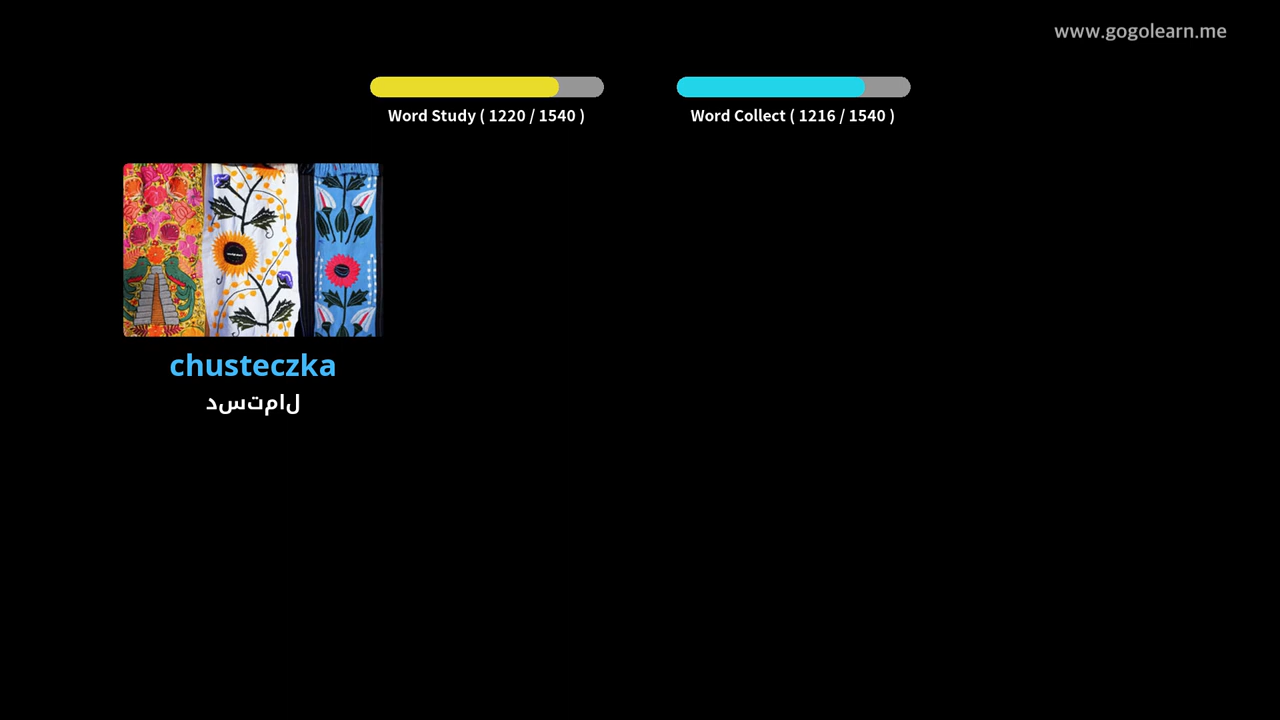 www.gogolearn.me
Word Study ( 1220 / 1540 )
Word Collect ( 1216 / 1540 )
chusteczka
دستمال